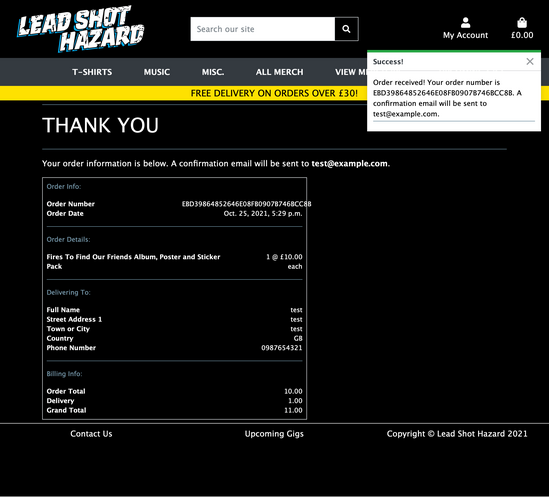 LEAD SHOT
HAZARD
Search our site
My Account
£0.00
T-SHIRTS
MUSIC
MISC.
ALL MERCH
VIEW M
FREE DELIVERY ON ORDERS OVER £30!
Success!
Order received! Your order number is
EBD39864852646E08FB0907B746BCC8B. A
confirmation email will be sent to
test@example.com.
THANK YOU
Your order information is below. A confirmation email will be sent to test@example.com.
Order Info:
Order Number EBD39864852646E08FB0907B746BCC8B
Order Date Oct. 25, 2021, 5:29 p.m.
Order Details:
Fires To Find Our Friends Album, Poster and Sticker 1 @ £10.00
Pack each
Delivering To:
Full Name test
Street Address 1 test
Town or City test
Country GB
Phone Number 0987654321
Billing Info:
Order Total 10.00
Delivery 1.00
Grand Total 11.00
Contact Us
Upcoming Gigs
Copyright © Lead Shot Hazard 2021